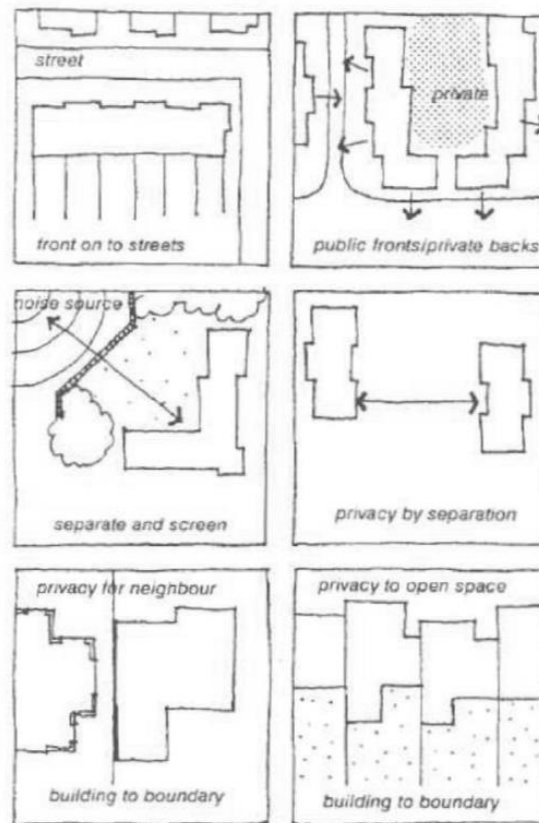 street
front on to streets
private
public fronts/private backs
noise source
separate and screen
privacy by separation
privacy for neighbour
building to boundary
privacy to open space
building to boundary